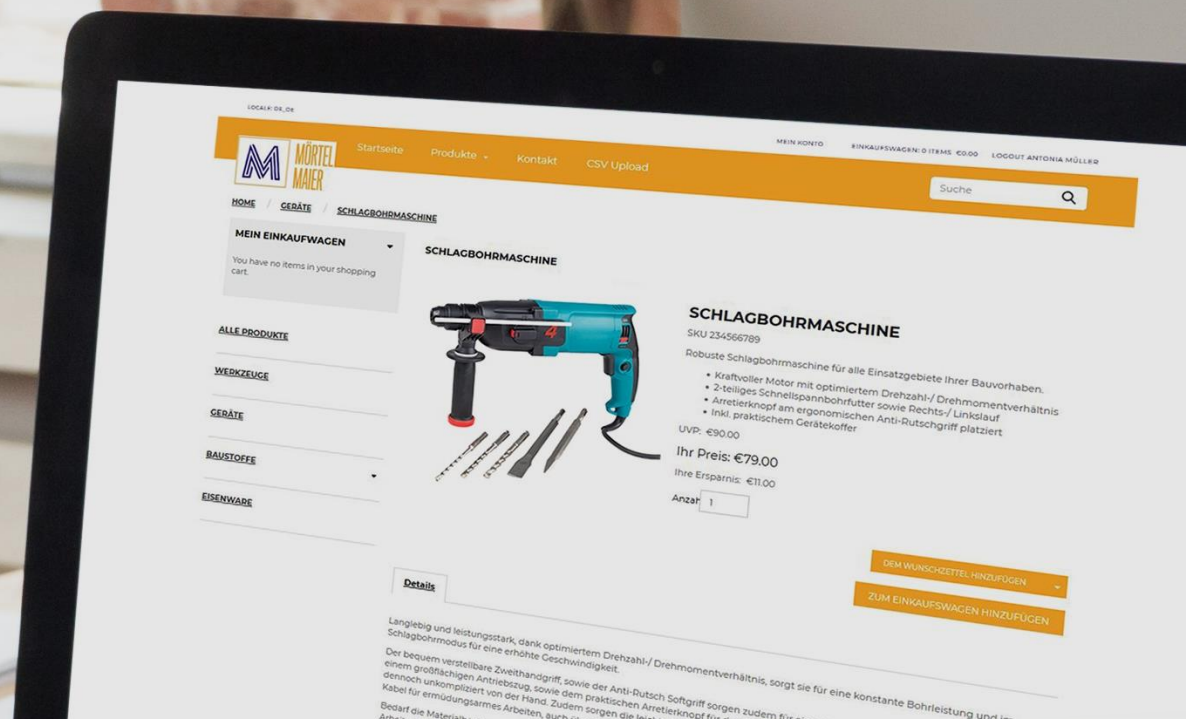 LOCALE: DE_DE
MEIN KONTO EINKAUFSWAGEN: 0 ITEMS €0.00 LOGOUT ANTONIA MÜLLER
M MÖRTEL MAIER
Startseite Produkte Kontakt CSV Upload
Suche
HOME / GERÄTE / SCHLAGBOHRMASCHINE
MEIN EINKAUFWAGEN
You have no items in your shopping
cart.
ALLE PRODUKTE
WERKZEUGE
GERÄTE
BAUSTOFFE
EISENWARE
SCHLAGBOHRMASCHINE
4
SCHLAGBOHRMASCHINE
SKU 234566789
Robuste Schlagbohrmaschine für alle Einsatzgebiete Ihrer Bauvorhaben.
• Kraftvoller Motor mit optimiertem Drehzahl-/ Drehmomentverhältnis
• 2-teiliges Schnellspannbohrfutter sowie Rechts-/ Linkslauf
• Arretierknopf am ergonomischen Anti-Rutschgriff platziert
• Inkl. praktischem Gerätekoffer
UVP: €90.00
Ihr Preis: €79.00
Ihre Ersparnis: €11.00
Anzahl 1
DEM WUNSCHZETTEL HINZUFÜGEN
ZUM EINKAUFSWAGEN HINZUFÜGEN
Details
Langlebig und leistungsstark, dank optimiertem Drehzahl-/ Drehmomentverhältnis, sorgt sie für eine konstante Bohrleistung und
Schlagbohrmodus für eine erhöhte Geschwindigkeit.
Der bequem verstellbare Zweithandgriff, sowie der Anti-Rutsch Softgriff sorgen zudem für
einem großflächigen Antriebszug, sowie dem praktischen Arretierknopf für
dennoch unkompliziert von der Hand. Zudem sorgen die
Kabel für ermüdungsarmes Arbeiten, auch
Bedarf die